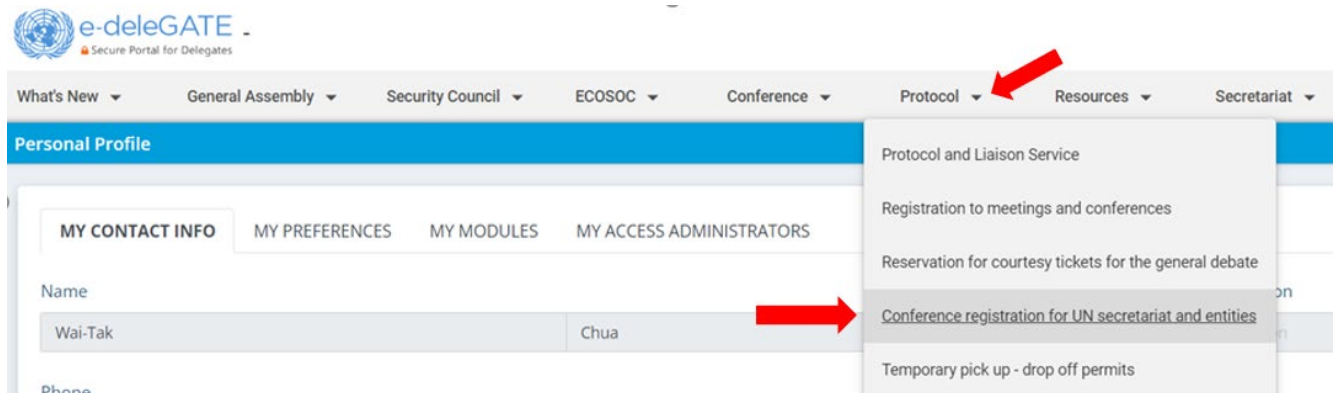 e-deleGATE -
Secure Portal for Delegates
What's New General Assembly Security Council ECOSOC Conference Protocol Resources Secretariat
Personal Profile
Protocol and Liaison Service
Registration to meetings and conferences
Reservation for courtesy tickets for the general debate
Conference registration for UN secretariat and entities
Temporary pick up - drop off permits
MY CONTACT INFO MY PREFERENCES MY MODULES MY ACCESS ADMINISTRATORS
Name
Wai-Tak Chua
Phone